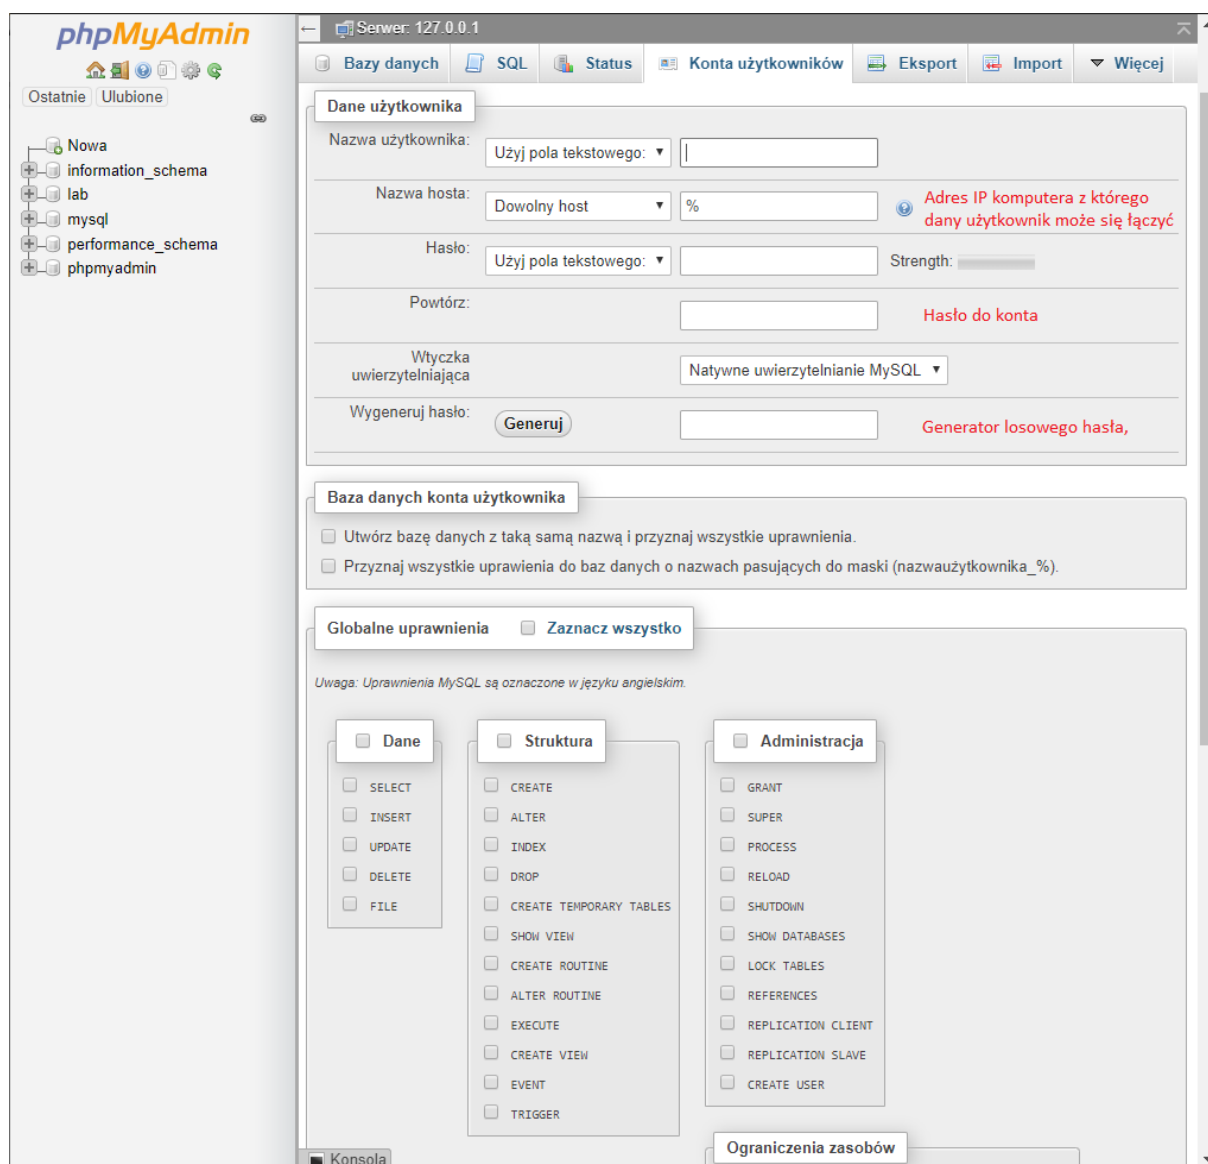 phpMyAdmin
Ostatnie Ulubione
Nowa
information_schema
lab
mysql
performance_schema
phpmyadmin
Serwer: 127.0.0.1
Bazy danych SQL Status Konta użytkowników Eksport Import Więcej
Dane użytkownika
Nazwa użytkownika: Użyj pola tekstowego:
Nazwa hosta: Dowolny host % Adres IP komputera z którego
dany użytkownik może się łączyć
Hasło: Użyj pola tekstowego: Strength:
Powtórz: Hasło do konta
Wtyczka
uwierzytelniająca Natywne uwierzytelnianie MySQL
Wygeneruj hasło: Generuj Generator losowego hasła,
Baza danych konta użytkownika
Utwórz bazę danych z taką samą nazwą i przyznaj wszystkie uprawnienia.
Przyznaj wszystkie uprawienia do baz danych o nazwach pasujących do maski (nazwaużytkownika_%).
Globalne uprawnienia Zaznacz wszystko
Uwaga: Uprawnienia MySQL są oznaczone w języku angielskim.
Dane
SELECT
INSERT
UPDATE
DELETE
FILE
Struktura
CREATE
ALTER
INDEX
DROP
CREATE TEMPORARY TABLES
SHOW VIEW
CREATE ROUTINE
ALTER ROUTINE
EXECUTE
CREATE VIEW
EVENT
TRIGGER
Administracja
GRANT
SUPER
PROCESS
RELOAD
SHUTDOWN
SHOW DATABASES
LOCK TABLES
REFERENCES
REPLICATION CLIENT
REPLICATION SLAVE
CREATE USER
Ograniczenia zasobów
Konsola